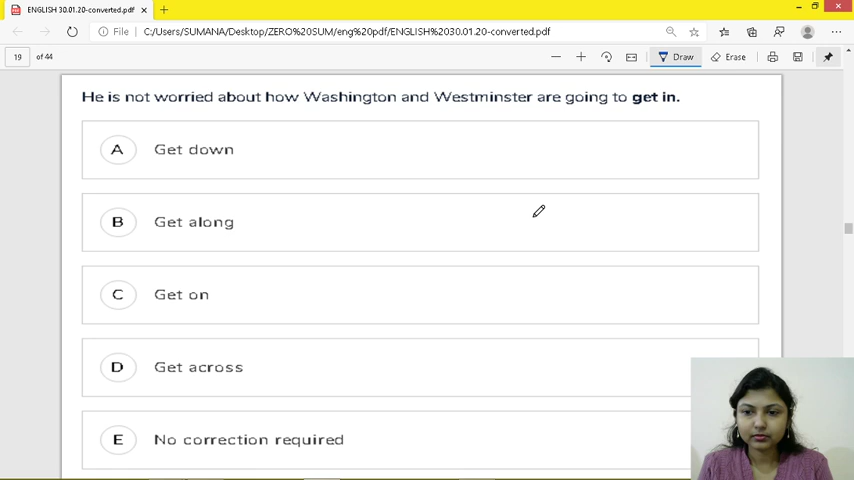 ENGLISH 30.01.20-converted.pdf
File C:/Users/SUMANA/Desktop/ZERO%20SUM/eng%20pdf/ENGLISH%2030.01.20-converted.pdf
19 of 44 Draw Erase
He is not worried about how Washington and Westminster are going to get in.
A Get down
B Get along
C Get on
D Get across
E No correction required